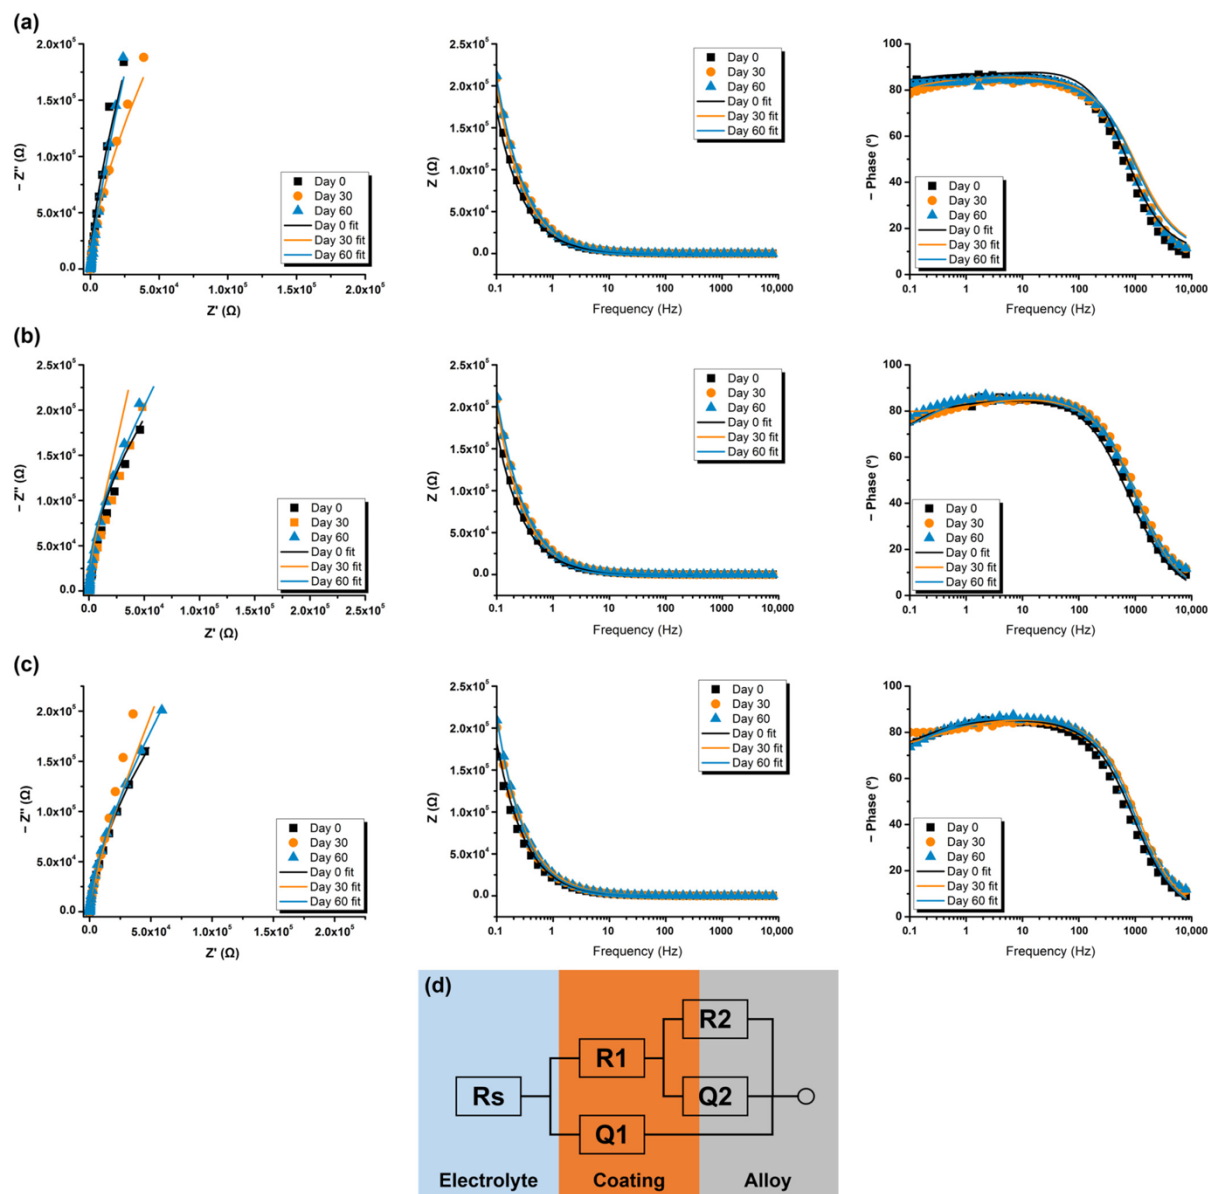 (a)
2.0x10⁵
1.5x10⁵
1.0x10⁵
5.0x10⁴
0.0
− Z'' (Ω)
Day 0
Day 30
Day 60
Day 0 fit
Day 30 fit
Day 60 fit
0.0
5.0x10⁴
1.0x10⁵
1.5x10⁵
2.0x10⁵
Z' (Ω)
2.5x10⁵
2.0x10⁵
1.5x10⁵
1.0x10⁵
5.0x10⁴
0.0
Z (Ω)
Day 0
Day 30
Day 60
Day 0 fit
Day 30 fit
Day 60 fit
0.1
1
10
100
1000
10,000
Frequency (Hz)
100
80
60
40
20
0
− Phase (º)
Day 0
Day 30
Day 60
Day 0 fit
Day 30 fit
Day 60 fit
0.1
1
10
100
1000
10,000
Frequency (Hz)
(b)
2.5x10⁵
2.0x10⁵
1.5x10⁵
1.0x10⁵
5.0x10⁴
0.0
− Z'' (Ω)
Day 0
Day 30
Day 60
Day 0 fit
Day 30 fit
Day 60 fit
0.0
5.0x10⁴
1.0x10⁵
1.5x10⁵
2.0x10⁵
2.5x10⁵
Z' (Ω)
2.5x10⁵
2.0x10⁵
1.5x10⁵
1.0x10⁵
5.0x10⁴
0.0
Z (Ω)
Day 0
Day 30
Day 60
Day 0 fit
Day 30 fit
Day 60 fit
0.1
1
10
100
1000
10,000
Frequency (Hz)
100
80
60
40
20
0
− Phase (º)
Day 0
Day 30
Day 60
Day 0 fit
Day 30 fit
Day 60 fit
0.1
1
10
100
1000
10,000
Frequency (Hz)
(c)
2.0x10⁵
1.5x10⁵
1.0x10⁵
5.0x10⁴
0.0
− Z'' (Ω)
Day 0
Day 30
Day 60
Day 0 fit
Day 30 fit
Day 60 fit
0.0
5.0x10⁴
1.0x10⁵
1.5x10⁵
2.0x10⁵
Z' (Ω)
2.5x10⁵
2.0x10⁵
1.5x10⁵
1.0x10⁵
5.0x10⁴
0.0
Z (Ω)
Day 0
Day 30
Day 60
Day 0 fit
Day 30 fit
Day 60 fit
0.1
1
10
100
1000
10,000
Frequency (Hz)
100
80
60
40
20
0
− Phase (º)
Day 0
Day 30
Day 60
Day 0 fit
Day 30 fit
Day 60 fit
0.1
1
10
100
1000
10,000
Frequency (Hz)
(d)
R2
R1
Rs
Q2
Q1
Electrolyte
Coating
Alloy